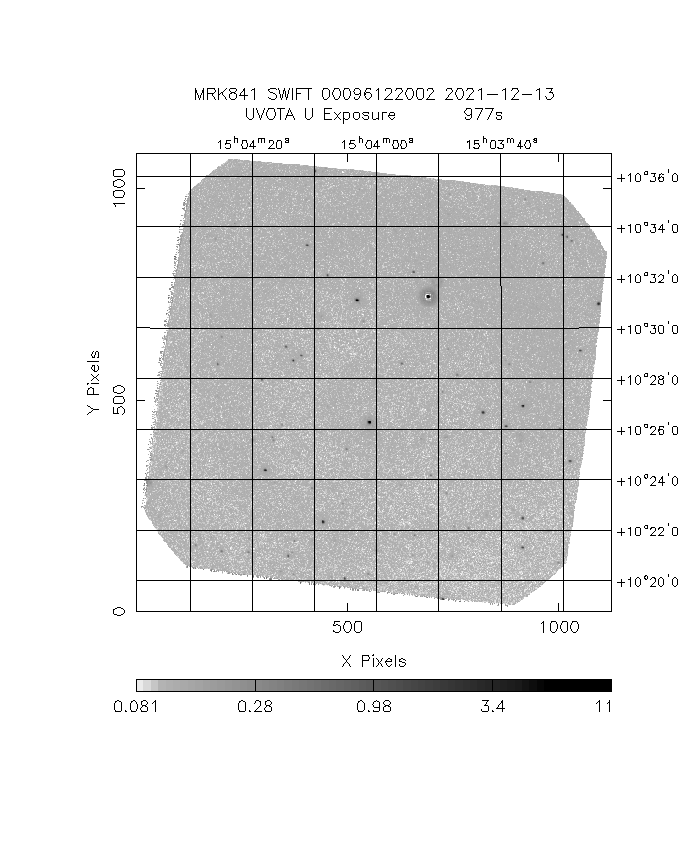 MRK841 SWIFT 00096122002 2021-12-13
UVOTA U Exposure 977s
15ʰ04ᵐ20ˢ 15ʰ04ᵐ00ˢ 15ʰ03ᵐ40ˢ
1000
500
0
Y Pixels
+10°36'0
+10°34'0
+10°32'0
+10°30'0
+10°28'0
+10°26'0
+10°24'0
+10°22'0
+10°20'0
500 1000
X Pixels
0.081 0.28 0.98 3.4 11